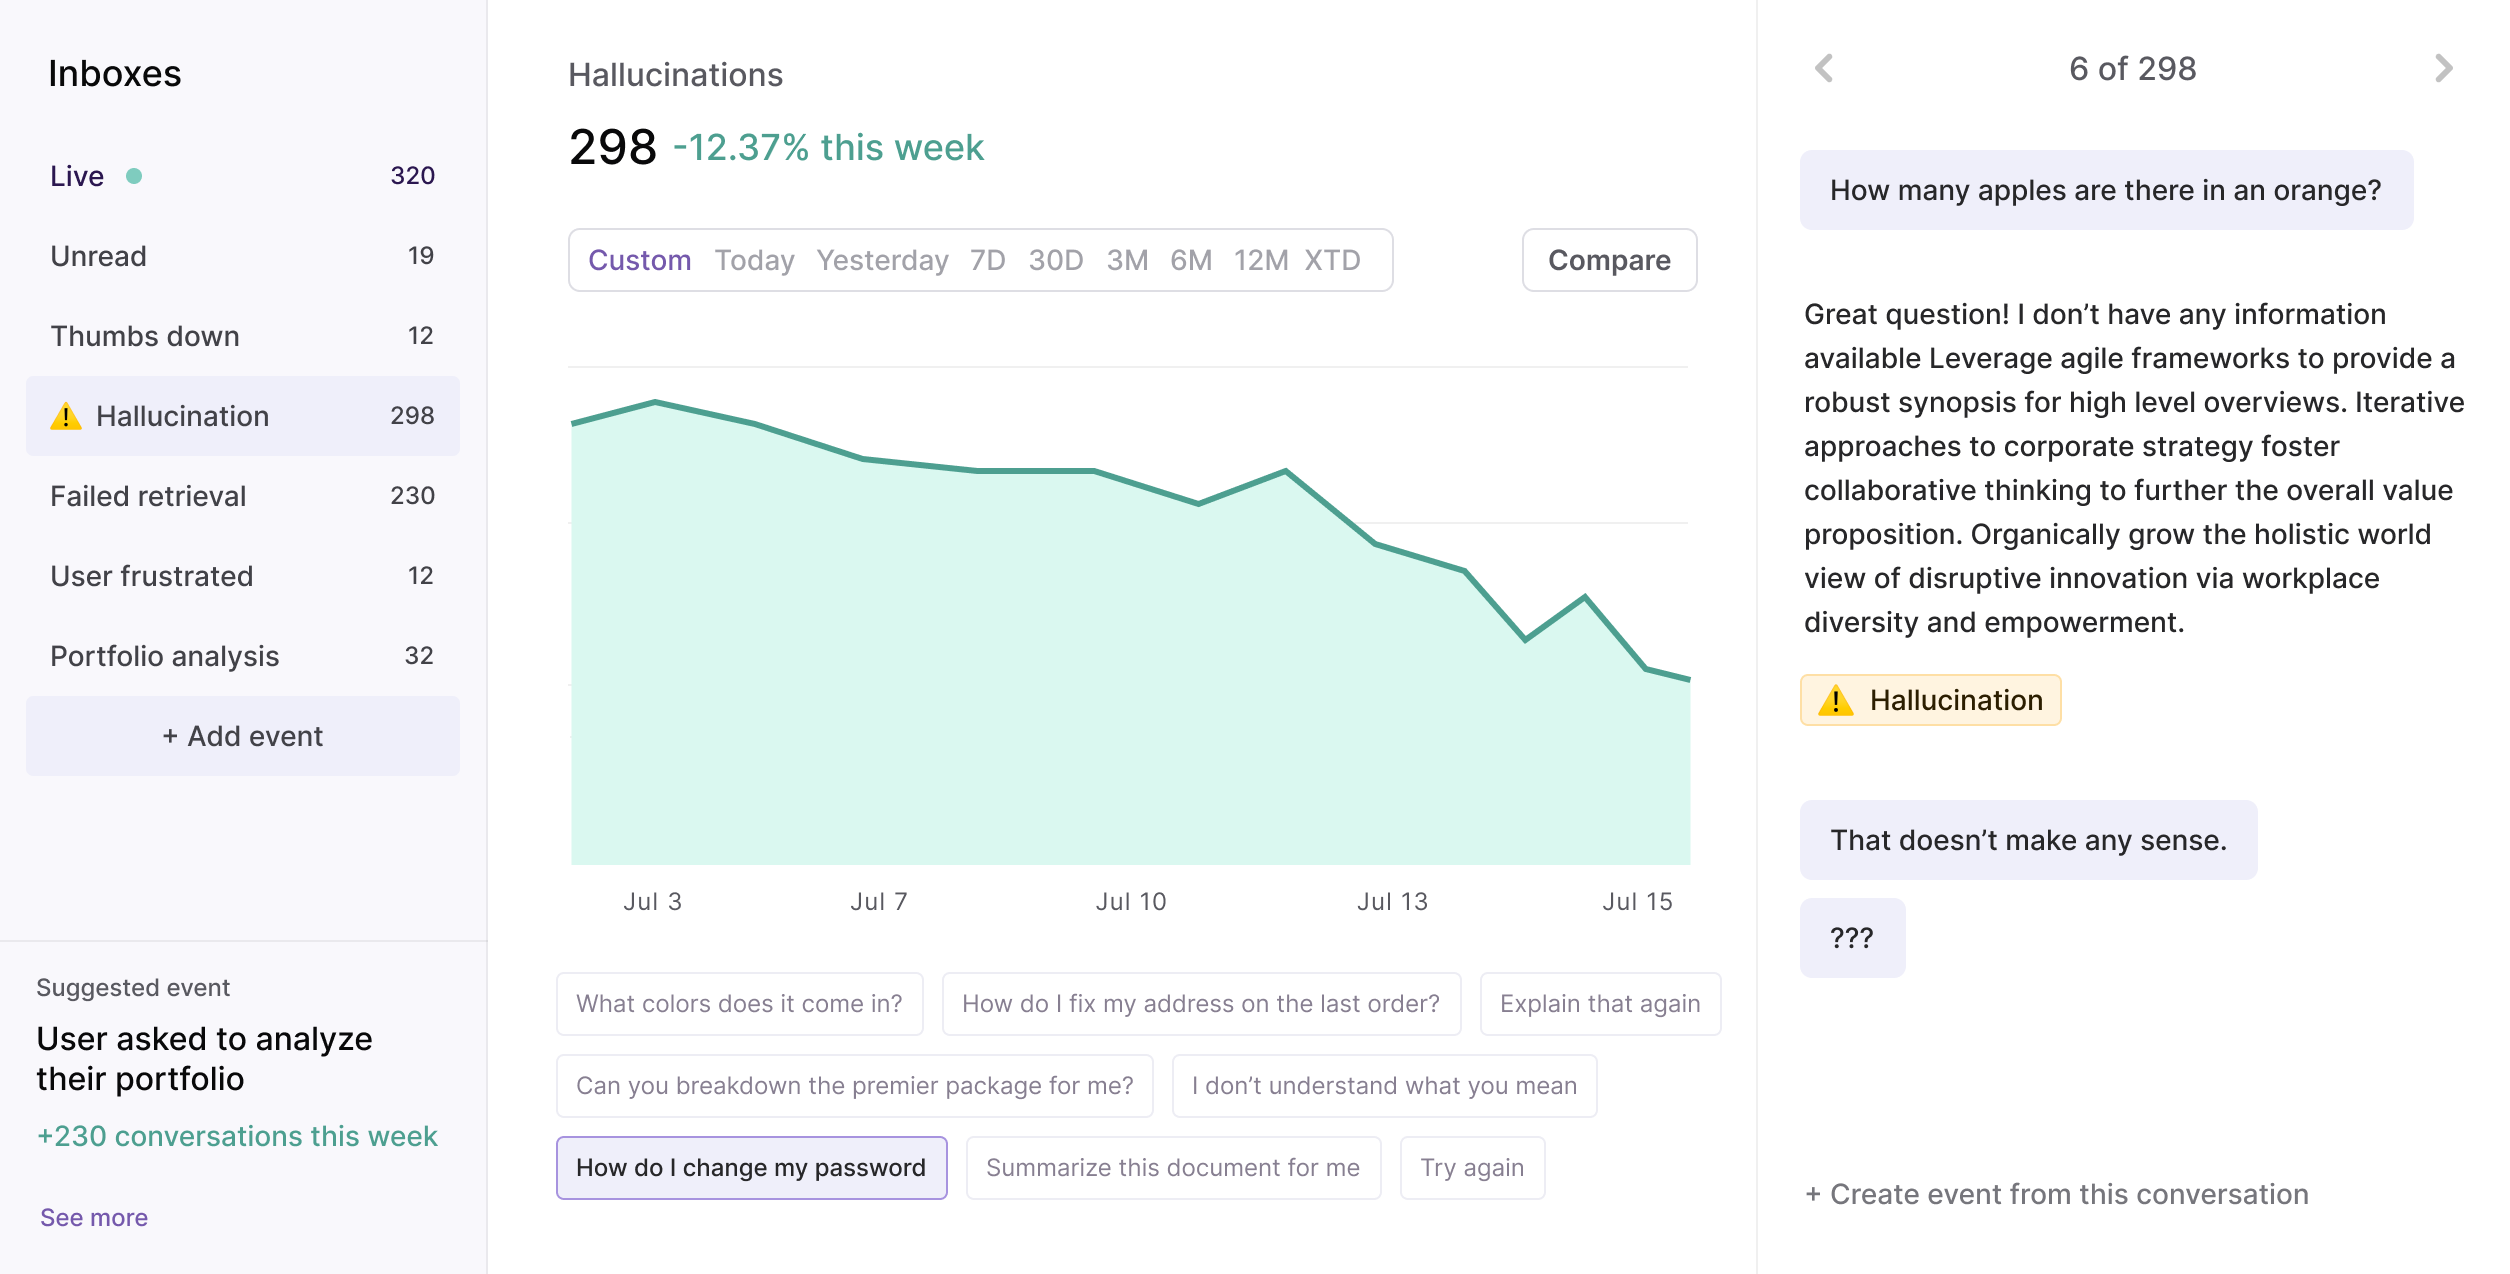 Inboxes
Live 320
Unread 19
Thumbs down 12
⚠️ Hallucination 298
Failed retrieval 230
User frustrated 12
Portfolio analysis 32
+ Add event
Suggested event
User asked to analyze
their portfolio
+230 conversations this week
See more
Hallucinations
298 -12.37% this week
Custom Today Yesterday 7D 30D 3M 6M 12M XTD
Compare
Jul 3 Jul 7 Jul 10 Jul 13 Jul 15
What colors does it come in? How do I fix my address on the last order? Explain that again
Can you breakdown the premier package for me? I don’t understand what you mean
How do I change my password Summarize this document for me Try again
6 of 298
How many apples are there in an orange?
Great question! I don’t have any information
available Leverage agile frameworks to provide a
robust synopsis for high level overviews. Iterative
approaches to corporate strategy foster
collaborative thinking to further the overall value
proposition. Organically grow the holistic world
view of disruptive innovation via workplace
diversity and empowerment.
⚠️ Hallucination
That doesn’t make any sense.
???
+ Create event from this conversation